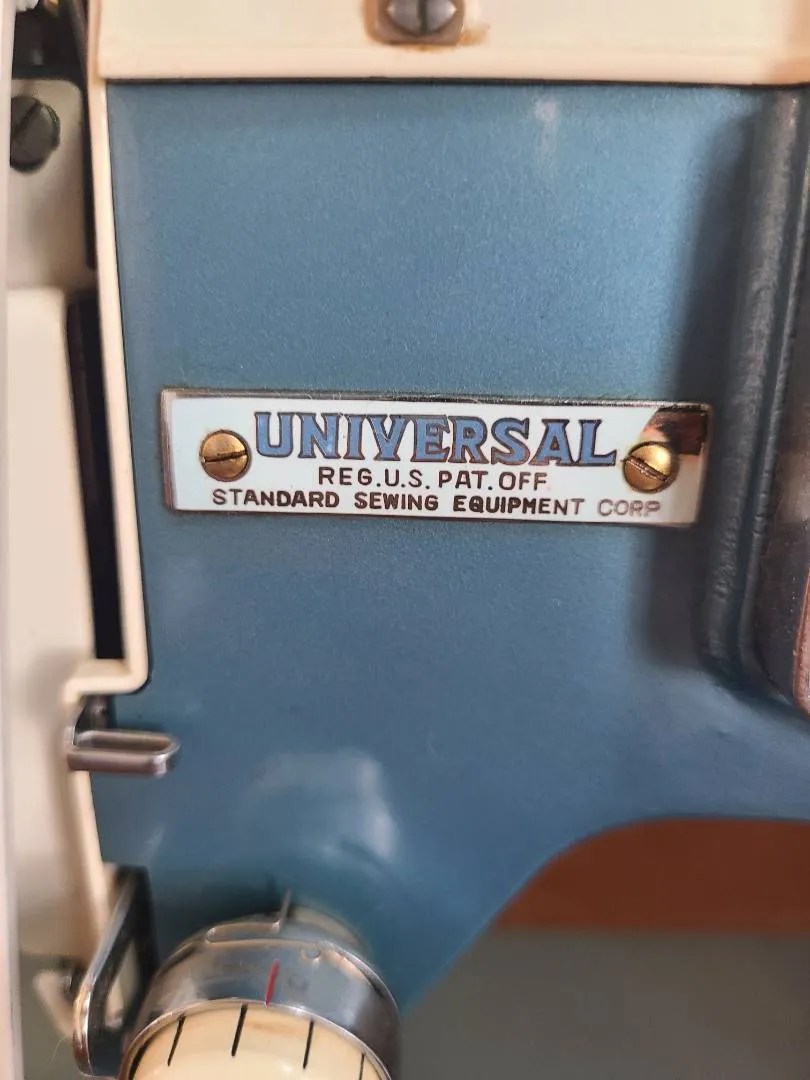 UNIVERSAL
REG.U.S. PAT.OFF
STANDARD SEWING EQUIPMENT CORP